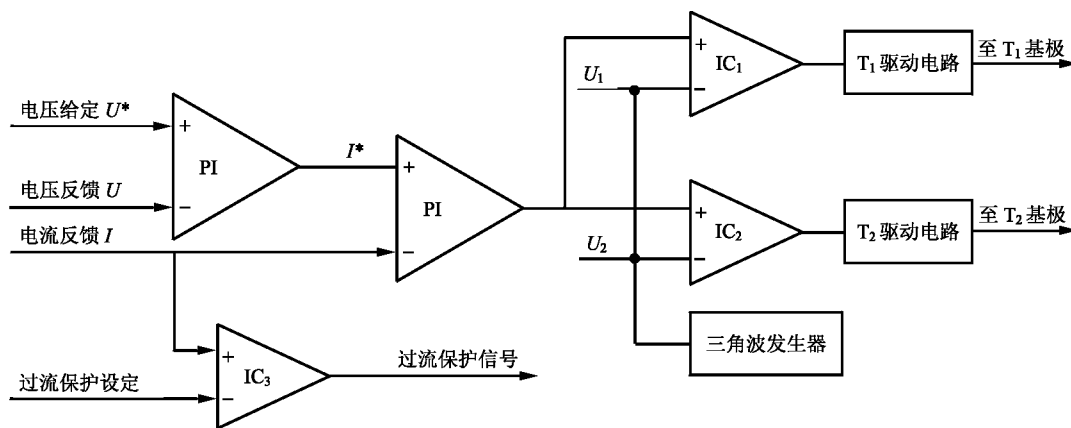 电压给定 U*
+
PI
电压反馈 U
−
电流反馈 I
I*
+
PI
−
U₁
+
IC₁
−
T₁ 驱动电路
至 T₁ 基极
U₂
+
IC₂
−
T₂ 驱动电路
至 T₂ 基极
三角波发生器
过流保护设定
+
IC₃
−
过流保护信号